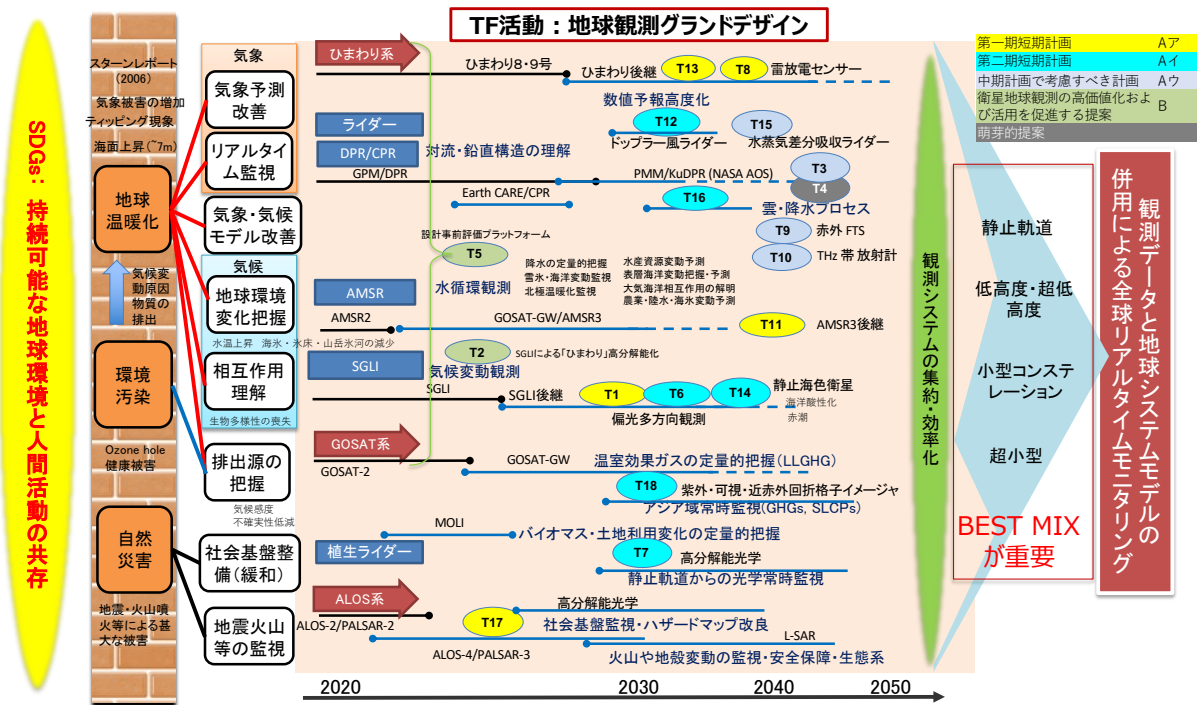 TF活動:地球観測グランドデザイン
第一期短期計画 Aア
第二期短期計画 Aイ
中期計画で考慮すべき計画 Aウ
衛星地球観測の高価値化およ
び活用を促進する提案 B
萌芽的提案
SDGs:持続可能な地球環境と人間活動の共存
スターンレポート
(2006)
気象被害の増加
ティッピング現象
海面上昇(~7m)
地球
温暖化
気候変
動原因
物質の
排出
環境
汚染
Ozone hole
健康被害
自然
災害
地震・火山噴
火等による甚
大な被害
気象
気象予測
改善
リアルタイ
ム監視
気象・気候
モデル改善
気候
地球環境
変化把握
水温上昇 海氷・氷床・山岳氷河の減少
相互作用
理解
生物多様性の喪失
排出源の
把握
気候感度
不確実性低減
社会基盤整
備(緩和)
地震火山
等の監視
ひまわり系
ひまわり8・9号
ひまわり後継
T13
T8
雷放電センサー
数値予報高度化
ライダー
T12
T15
ドップラー風ライダー
水蒸気差分吸収ライダー
DPR/CPR
対流・鉛直構造の理解
GPM/DPR
PMM/KuDPR (NASA AOS)
T3
T4
Earth CARE/CPR
T16
雲・降水プロセス
設計事前評価プラットフォーム
T5
T9
赤外 FTS
T10
THz 帯 放射計
水循環観測
降水の定量的把握
雪氷・海洋変動監視
北極温暖化監視
水産資源変動予測
表層海洋変動把握・予測
大気海洋相互作用の解明
農業・陸水・海氷変動予測
AMSR
AMSR2
GOSAT-GW/AMSR3
T11
AMSR3後継
SGLI
T2
SGLIによる「ひまわり」高分解能化
気候変動観測
SGLI
SGLI後継
T1
T6
T14
静止海色衛星
海洋酸性化
赤潮
偏光多方向観測
GOSAT系
GOSAT-2
GOSAT-GW
温室効果ガスの定量的把握(LLGHG)
T18
紫外・可視・近赤外回折格子イメージャ
アジア域常時監視(GHGs, SLCPs)
MOLI
バイオマス・土地利用変化の定量的把握
植生ライダー
T7
高分解能光学
静止軌道からの光学常時監視
ALOS系
ALOS-2/PALSAR-2
高分解能光学
T17
社会基盤監視・ハザードマップ改良
L-SAR
ALOS-4/PALSAR-3
火山や地殻変動の監視・安全保障・生態系
2020
2030
2040
2050
観測システムの集約・効率化
静止軌道
低高度・超低
高度
小型コンステ
レーション
超小型
BEST MIX
が重要
観測データと地球システムモデルの
併用による全球リアルタイムモニタリング